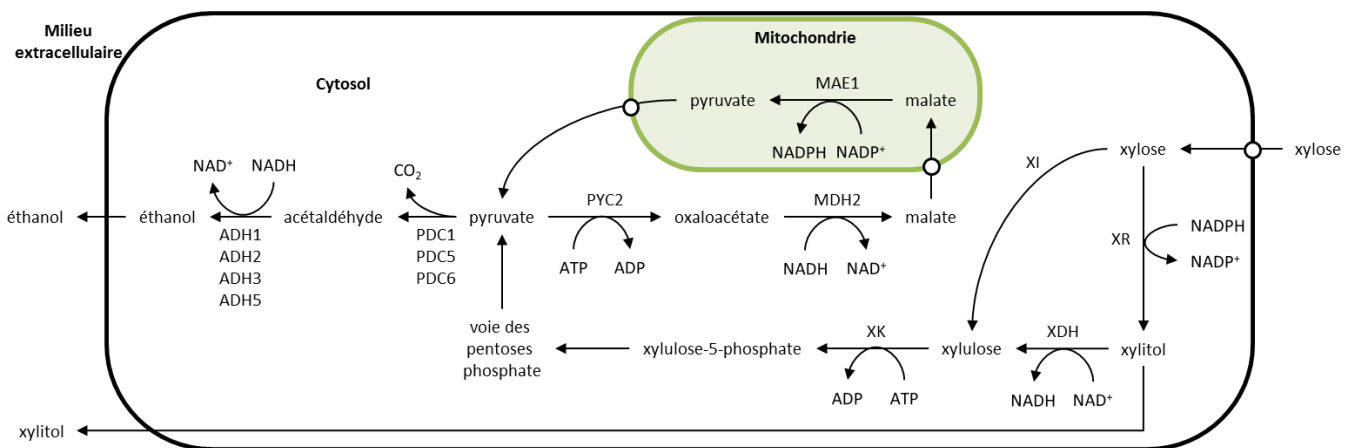 Milieu
extracellulaire
Mitochondrie
Cytosol
MAE1
pyruvate
malate
NADPH
NADP⁺
xylose
xylose
XI
NAD⁺
NADH
CO₂
PYC2
MDH2
éthanol
éthanol
acétaldéhyde
pyruvate
oxaloacétate
malate
ADH1
ADH2
ADH3
ADH5
PDC1
PDC5
PDC6
ATP
ADP
NADH
NAD⁺
XR
NADPH
NADP⁺
voie des
pentoses
phosphate
xylulose-5-phosphate
XK
xylulose
XDH
xylitol
ADP
ATP
NADH
NAD⁺
xylitol